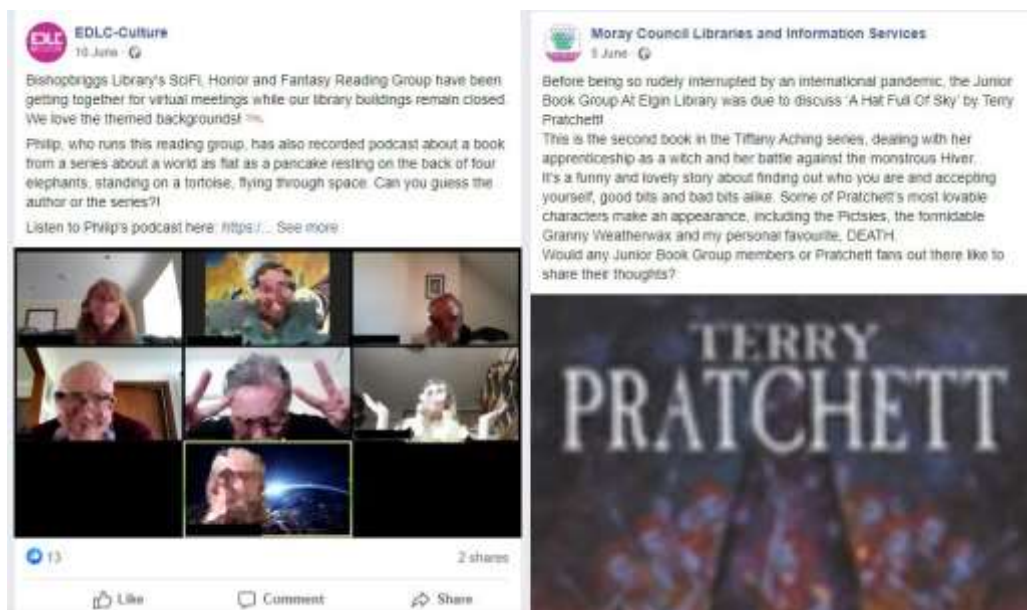 EDLC
EDLC-Culture
10 June
Bishopbriggs Library's SciFi, Horror and Fantasy Reading Group have been
getting together for virtual meetings while our library buildings remain closed.
We love the themed backgrounds!
Philip, who runs this reading group, has also recorded podcast about a book
from a series about a world as flat as a pancake resting on the back of four
elephants, standing on a tortoise, flying through space. Can you guess the
author or the series?!
Listen to Philip's podcast here: https:/... See more
13
2 shares
Like
Comment
Share
Moray Council Libraries and Information Services
June
Before being so rudely interrupted by an international pandemic, the Junior
Book Group At Elgin Library was due to discuss 'A Hat Full Of Sky' by Terry
Pratchett!
This is the second book in the Tiffany Aching series, dealing with her
apprenticeship as a witch and her battle against the monstrous Hiver.
It's a funny and lovely story about finding out who you are and accepting
yourself, good bits and bad bits alike. Some of Pratchett's most lovable
characters make an appearance, including the Pictsies, the formidable
Granny Weatherwax and my personal favourite, DEATH.
Would any Junior Book Group members or Pratchett fans out there like to
share their thoughts?
TERRY
PRATCHETT